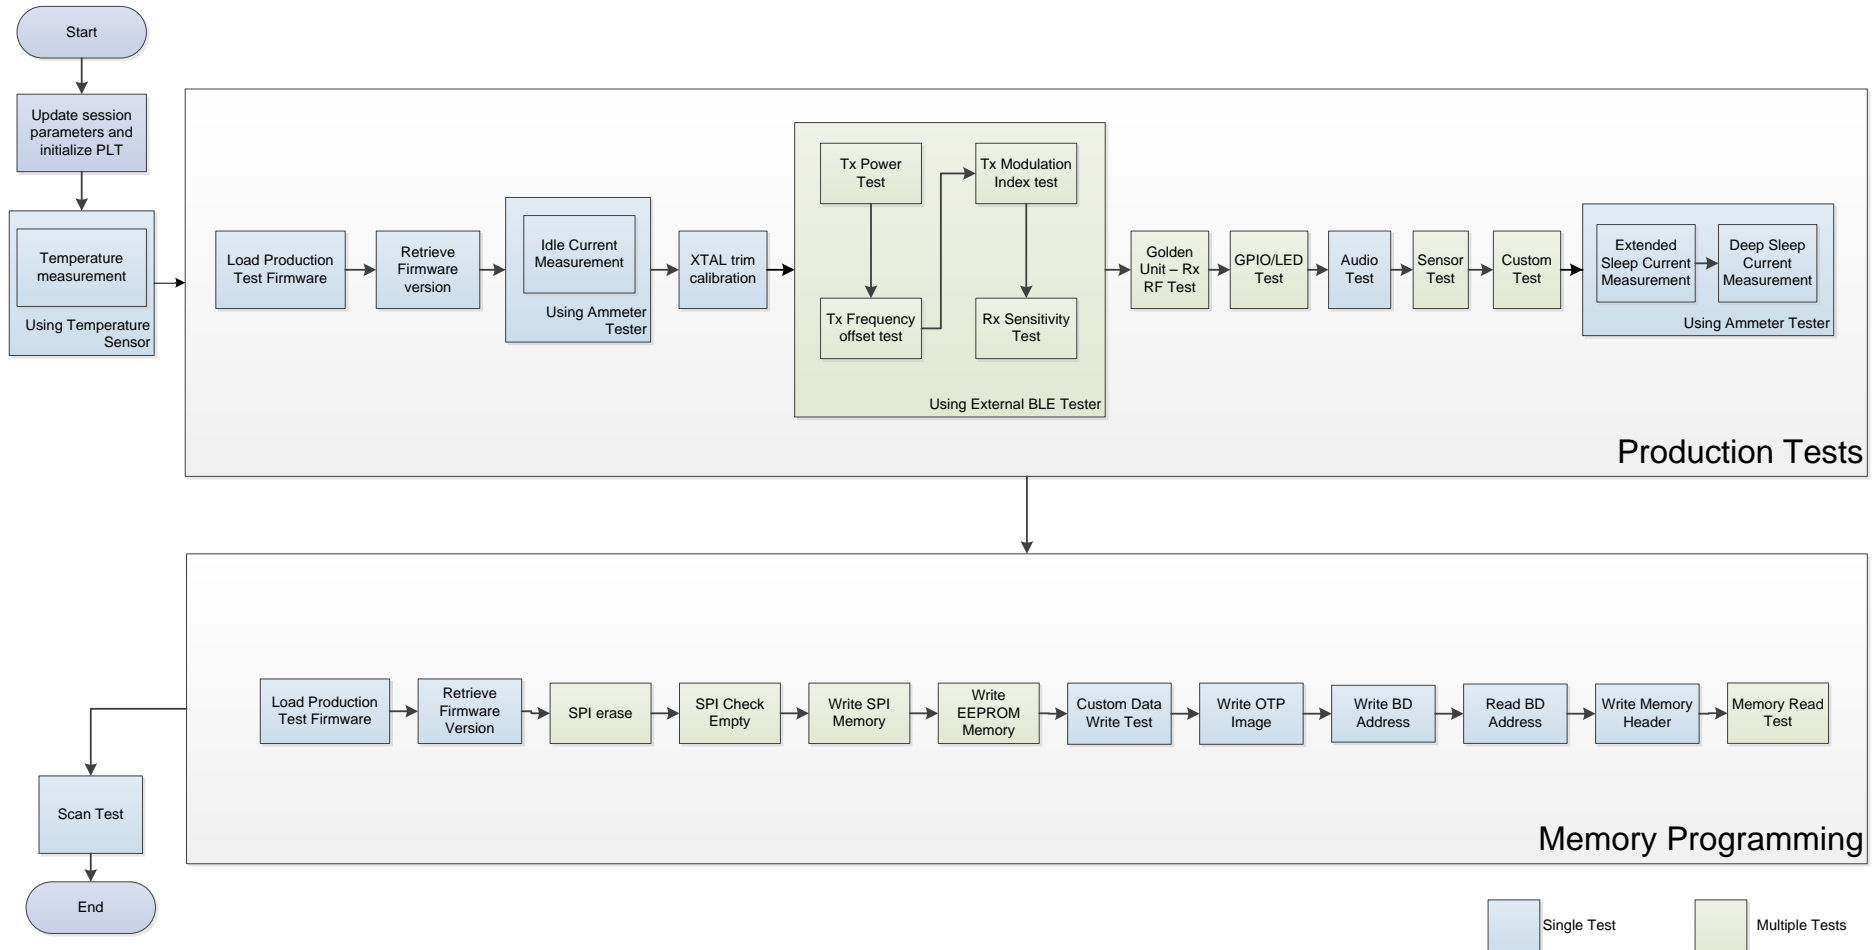 Start
Update session
parameters and
initialize PLT
Temperature
measurement
Using Temperature
Sensor
Load Production
Test Firmware
Retrieve
Firmware
version
Idle Current
Measurement
Using Ammeter
Tester
XTAL trim
calibration
Tx Power
Test
Tx Frequency
offset test
Tx Modulation
Index test
Rx Sensitivity
Test
Using External BLE Tester
Golden
Unit – Rx
RF Test
GPIO/LED
Test
Audio
Test
Sensor
Test
Custom
Test
Extended
Sleep Current
Measurement
Deep Sleep
Current
Measurement
Using Ammeter Tester
Production Tests
Load Production
Test Firmware
Retrieve
Firmware
Version
SPI erase
SPI Check
Empty
Write SPI
Memory
Write
EEPROM
Memory
Custom Data
Write Test
Write OTP
Image
Write BD
Address
Read BD
Address
Write Memory
Header
Memory Read
Test
Memory Programming
Scan Test
End
Single Test
Multiple Tests